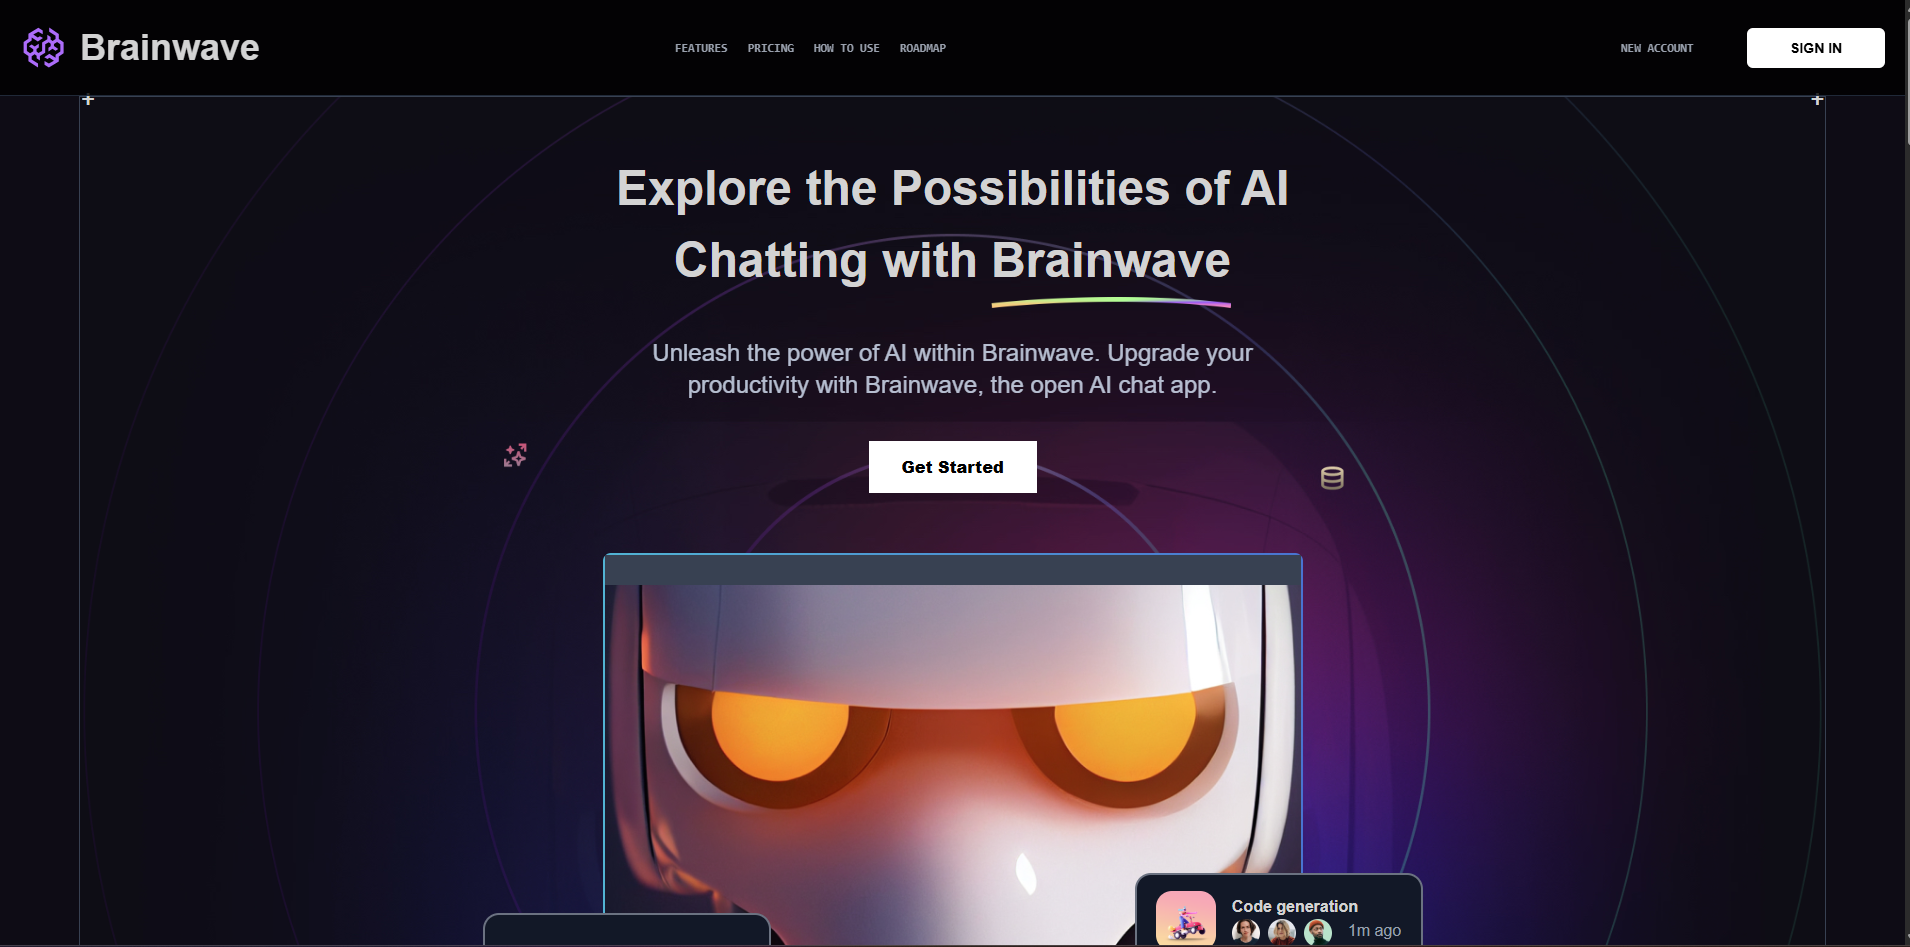 Brainwave
FEATURES PRICING HOW TO USE ROADMAP
NEW ACCOUNT
SIGN IN
Explore the Possibilities of AI
Chatting with Brainwave
Unleash the power of AI within Brainwave. Upgrade your
productivity with Brainwave, the open AI chat app.
Get Started
Code generation
1m ago